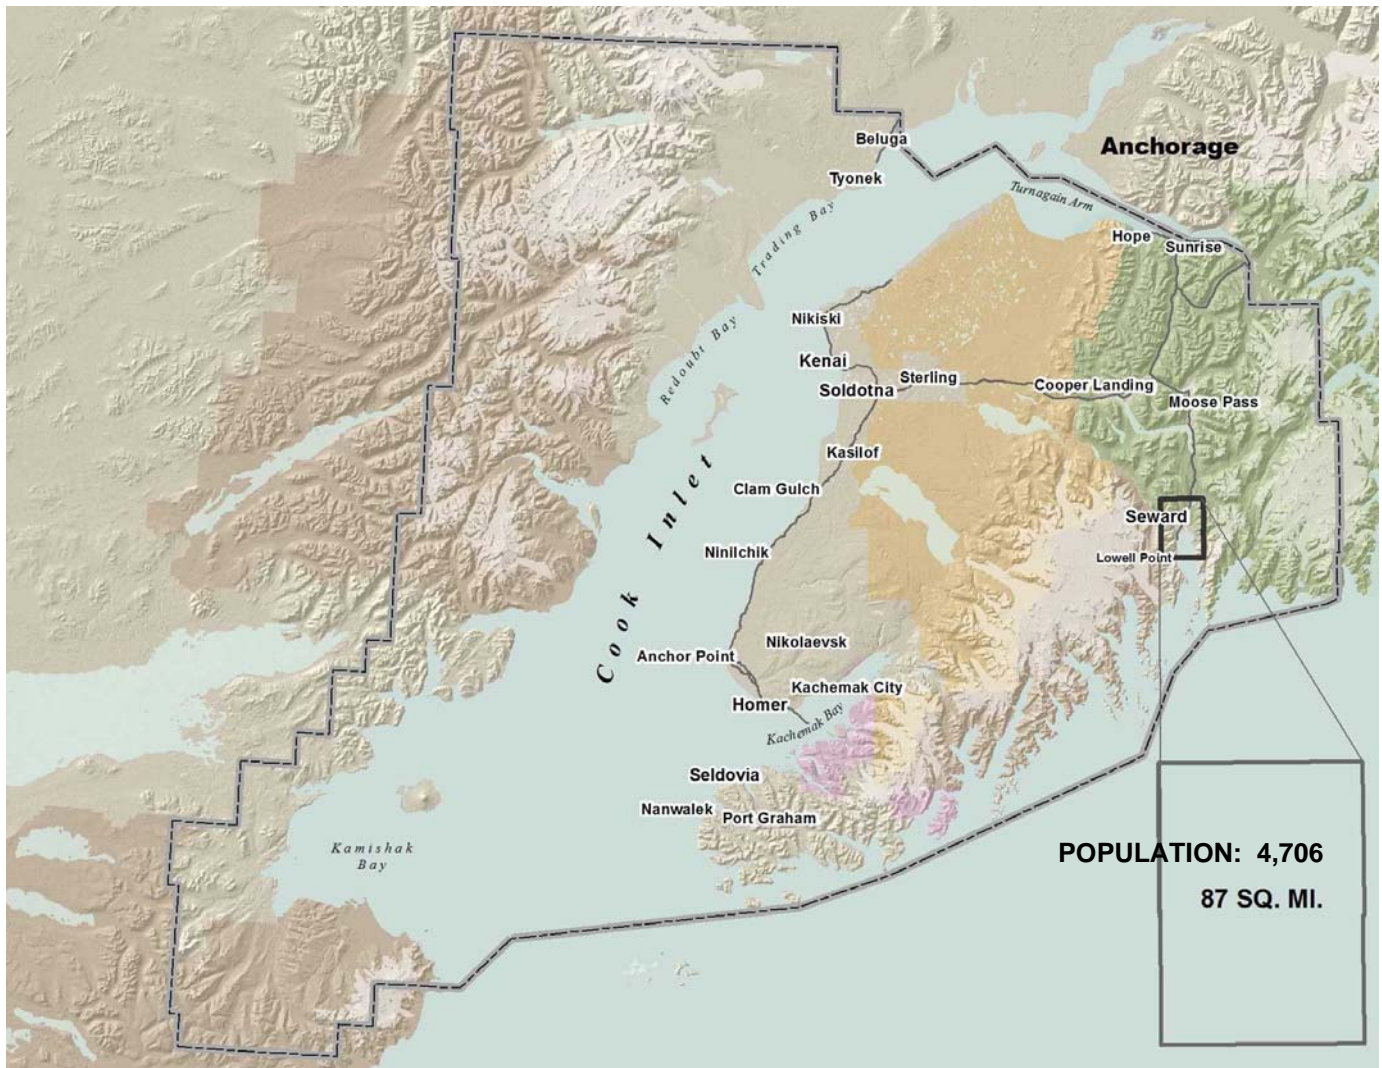 Beluga
Anchorage
Tyonek
Turnagain Arm
Trading Bay
Hope
Sunrise
Nikiski
Redoubt Bay
Kenai
Sterling
Soldotna
Cooper Landing
Moose Pass
Kasilof
Clam Gulch
Cook Inlet
Seward
Ninilchik
Lowell Point
Nikolaevsk
Anchor Point
Kachemak City
Homer
Kachemak Bay
Seldovia
Nanwalek
Port Graham
Kamishak
Bay
POPULATION: 4,706
87 SQ. MI.